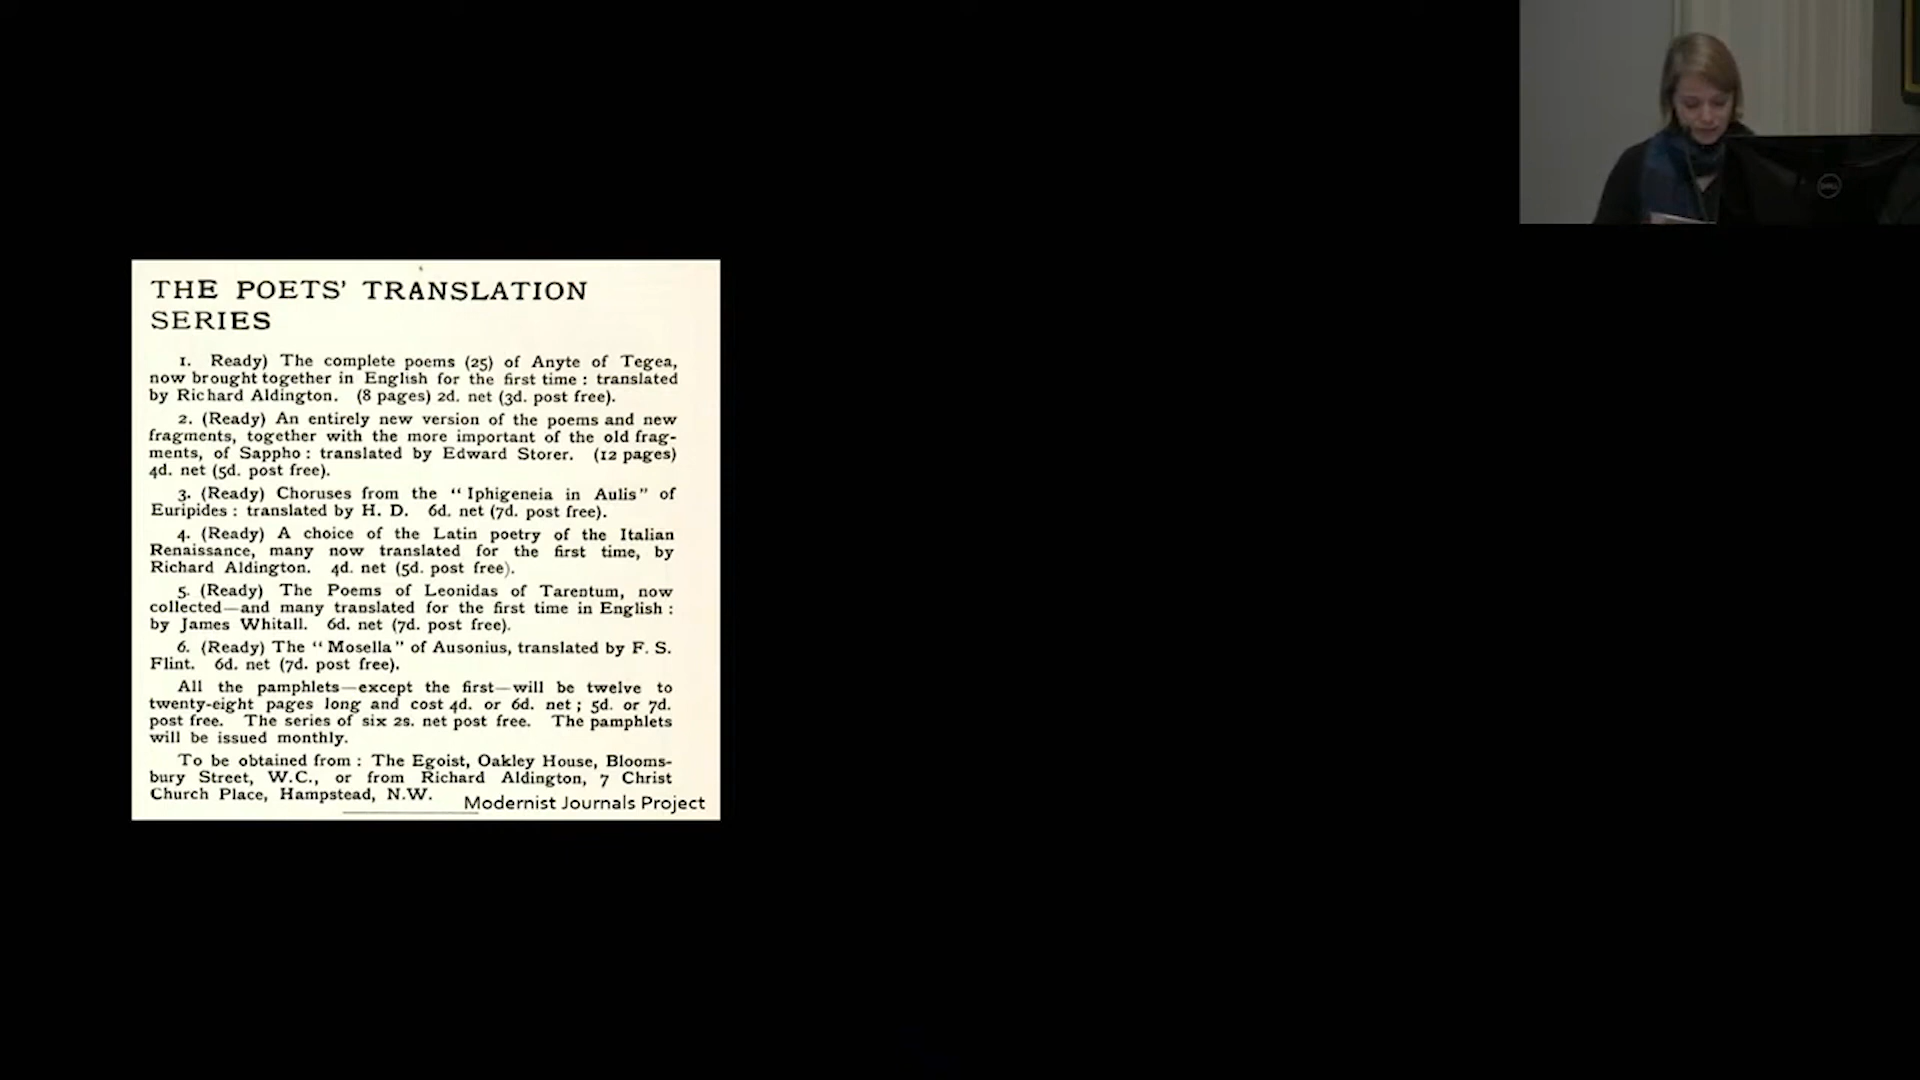 THE POETS' TRANSLATION
SERIES
1. Ready) The complete poems (25) of Anyte of Tegea,
now brought together in English for the first time : translated
by Richard Aldington. (8 pages) 2d. net (3d. post free).
2. (Ready) An entirely new version of the poems and new
fragments, together with the more important of the old frag-
ments, of Sappho : translated by Edward Storer. (12 pages)
4d. net (5d. post free).
3. (Ready) Choruses from the “ Iphigeneia in Aulis” of
Euripides : translated by H. D. 6d. net (7d. post free).
4. (Ready) A choice of the Latin poetry of the Italian
Renaissance, many now translated for the first time, by
Richard Aldington. 4d. net (5d. post free).
5. (Ready) The Poems of Leonidas of Tarentum, now
collected—and many translated for the first time in English :
by James Whitall. 6d. net (7d. post free).
6. (Ready) The “ Mosella” of Ausonius, translated by F. S.
Flint. 6d. net (7d. post free).
All the pamphlets—except the first—will be twelve to
twenty-eight pages long and cost 4d. or 6d. net ; 5d. or 7d.
post free. The series of six 2s. net post free. The pamphlets
will be issued monthly.
To be obtained from : The Egoist, Oakley House, Blooms-
bury Street, W.C., or from Richard Aldington, 7 Christ
Church Place, Hampstead, N.W.
Modernist Journals Project
DELL